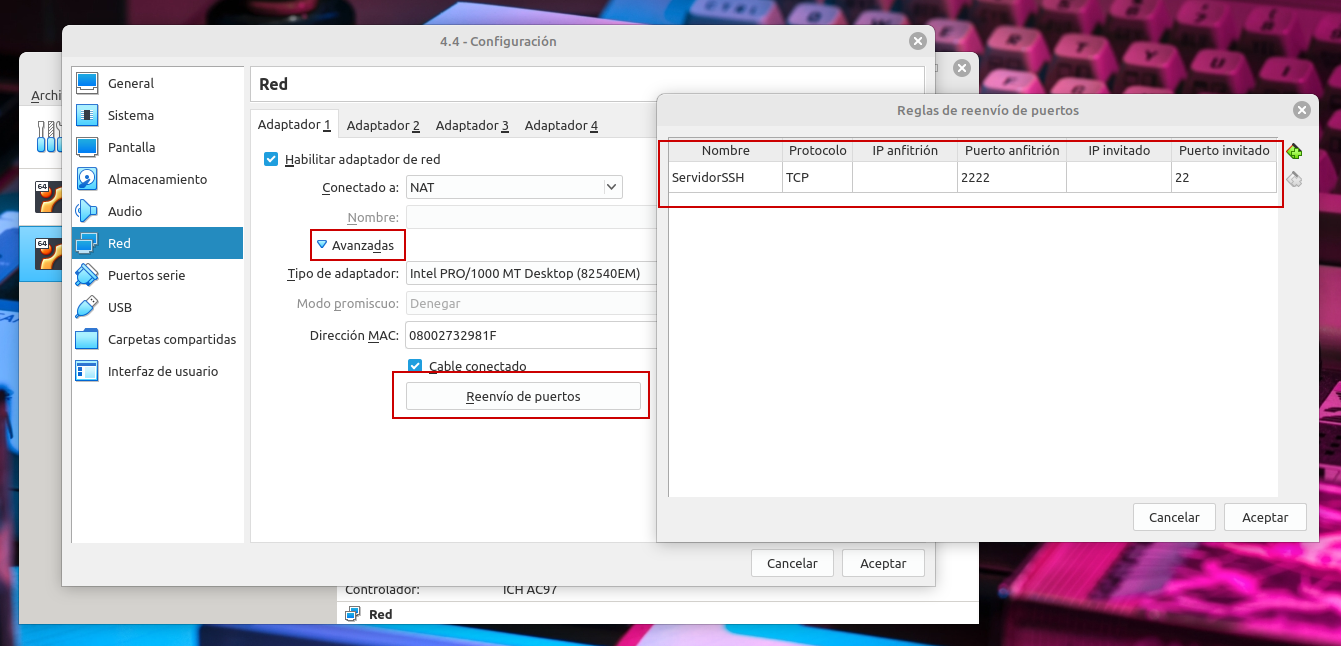 4.4 - Configuración
Archi
64
64
General
Sistema
Pantalla
Almacenamiento
Audio
Red
Puertos serie
USB
Carpetas compartidas
Interfaz de usuario
Red
Adaptador 1 Adaptador 2 Adaptador 3 Adaptador 4
Habilitar adaptador de red
Conectado a: NAT
Nombre:
Avanzadas
Tipo de adaptador: Intel PRO/1000 MT Desktop (82540EM)
Modo promiscuo: Denegar
Dirección MAC: 08002732981F
Cable conectado
Reenvío de puertos
Cancelar Aceptar
Reglas de reenvío de puertos
Nombre Protocolo IP anfitrión Puerto anfitrión IP invitado Puerto invitado
ServidorSSH TCP 2222 22
Cancelar Aceptar
Controlador: ICH AC97
Red